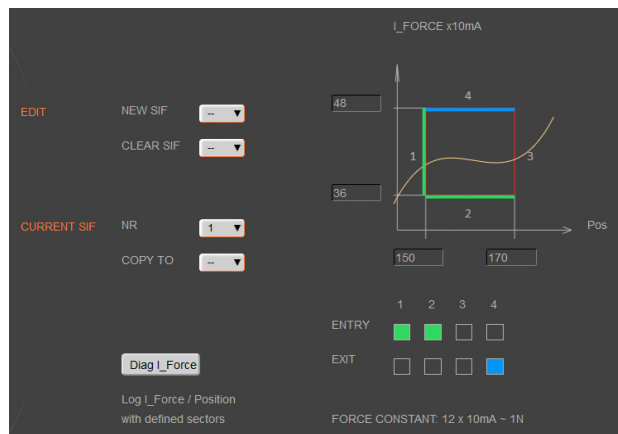 I_FORCE x10mA
48
4
EDIT
NEW SIF
--
CLEAR SIF
--
1
3
36
2
CURRENT SIF
NR
1
Pos
COPY TO
--
150
170
1 2 3 4
ENTRY
EXIT
Diag I_Force
Log I_Force / Position
with defined sectors
FORCE CONSTANT: 12 x 10mA ~ 1N